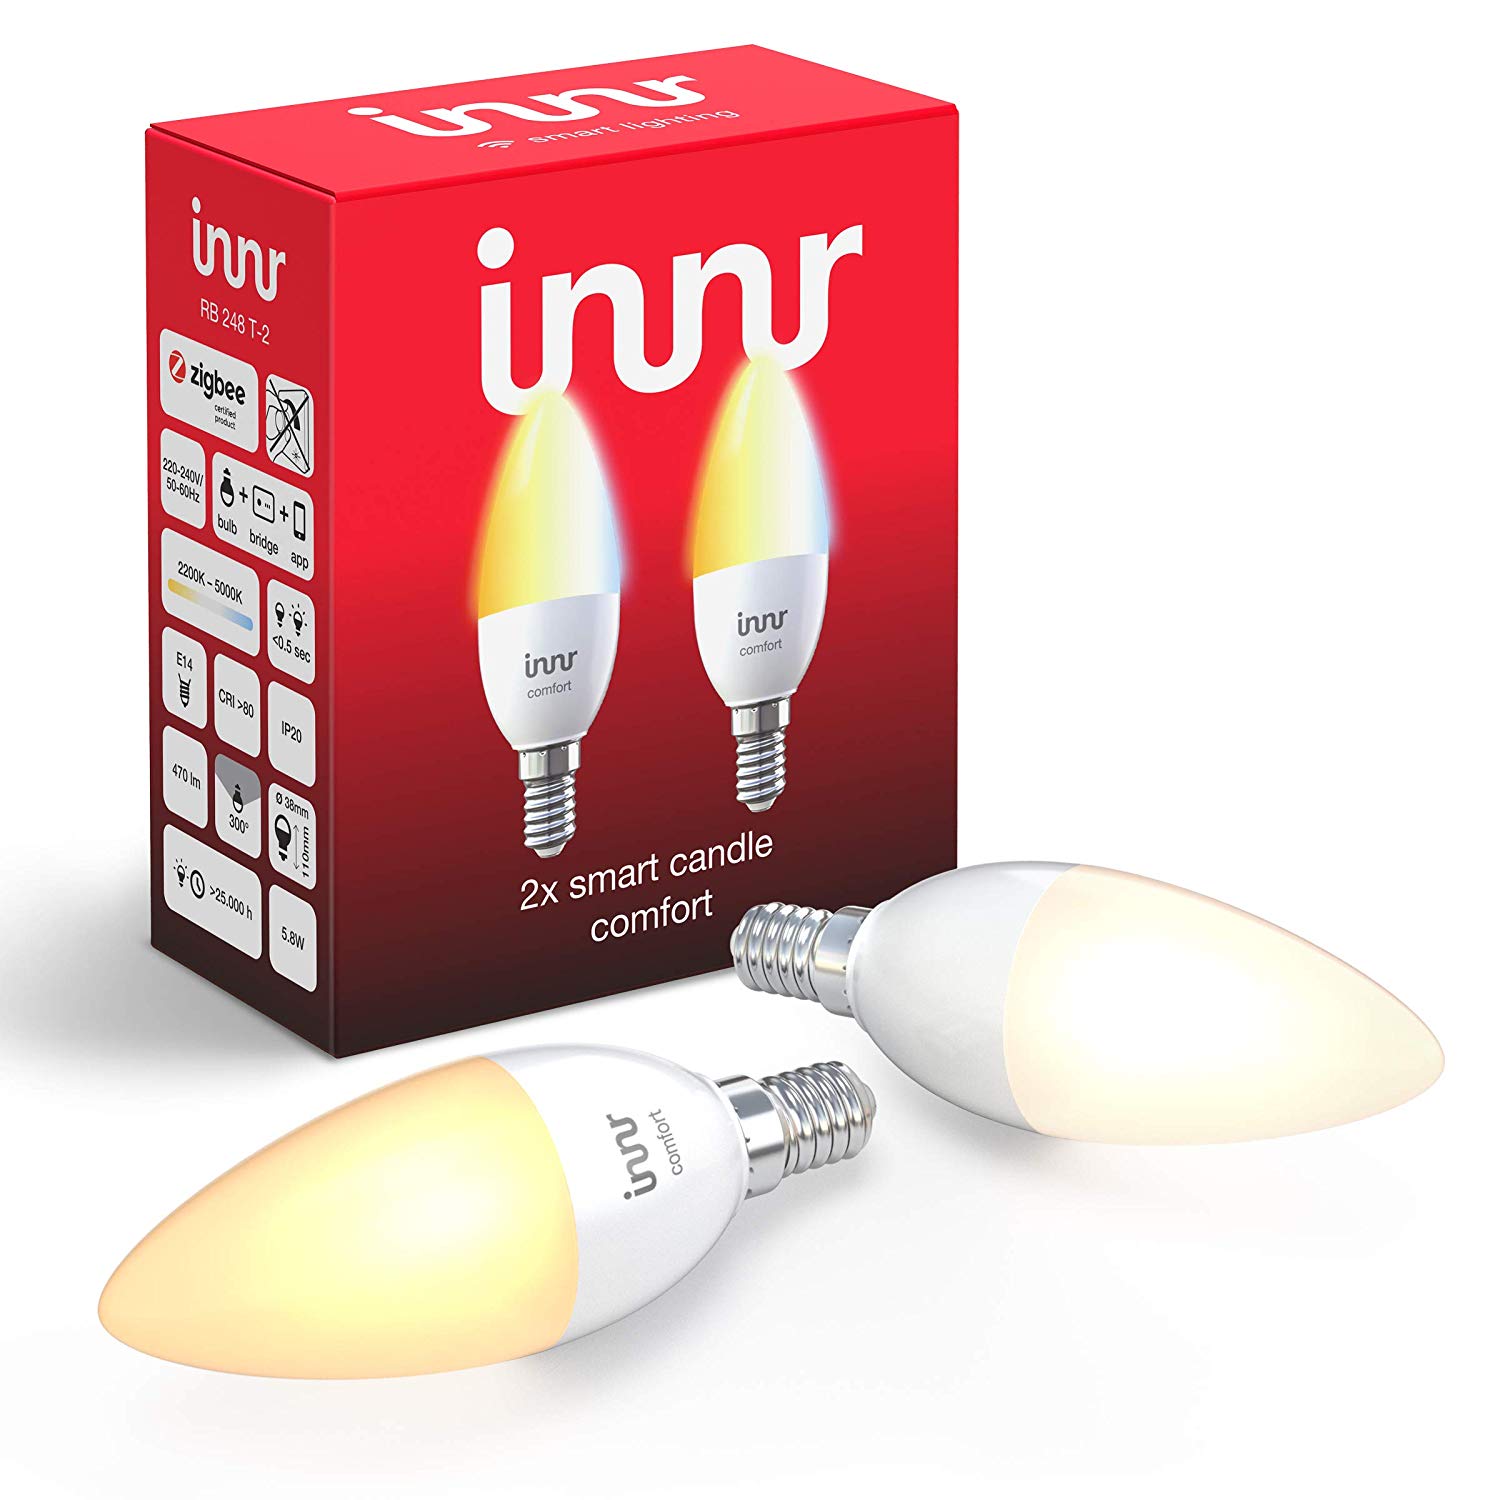 innr
smart lighting
innr
RB 248 T-2
zigbee
certified
product
220-240V/
50-60Hz
bulb
bridge
app
2200K – 5000K
<0.5 sec
E14
CRI >80
IP20
470 lm
300°
Ø 38mm
110mm
>25.000 h
5.8W
innr
innr
comfort
innr
comfort
2x smart candle
comfort
innr
comfort